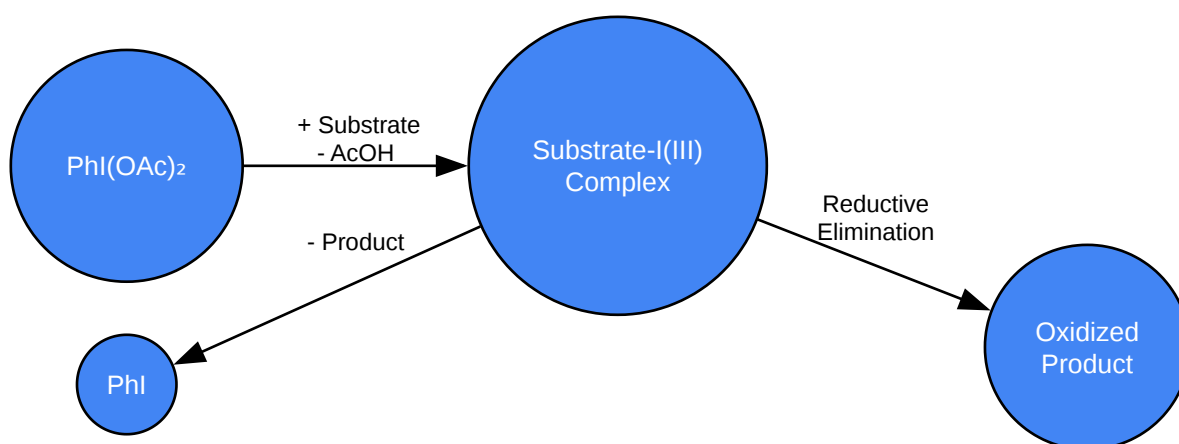 PhI(OAc)₂
+ Substrate
- AcOH
Substrate-I(III)
Complex
Reductive
Elimination
- Product
Oxidized
Product
PhI